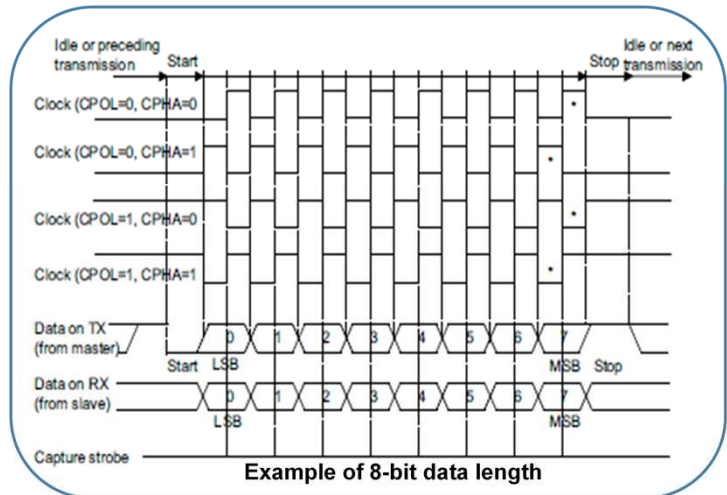 Idle or preceding transmission Start Stop Idle or next transmission
Clock (CPOL=0, CPHA=0
*
Clock (CPOL=0, CPHA=1
*
Clock (CPOL=1, CPHA=0
*
Clock (CPOL=1, CPHA=1
*
Data on TX (from master) 0 1 2 3 4 5 6 7
Start LSB MSB Stop
Data on RX (from slave) 0 1 2 3 4 5 6 7
LSB MSB
Capture strobe
Example of 8-bit data length